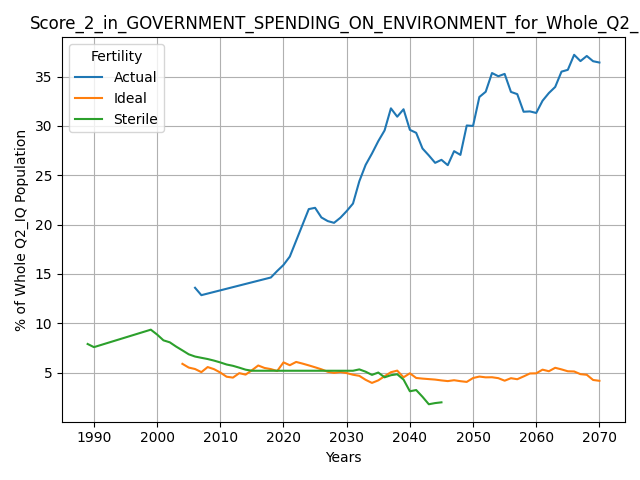 Score_2_in_GOVERNMENT_SPENDING_ON_ENVIRONMENT_for_Whole_Q2_
Fertility
Actual
Ideal
Sterile
% of Whole Q2_IQ Population
35
30
25
20
15
10
5
1990 2000 2010 2020 2030 2040 2050 2060 2070
Years